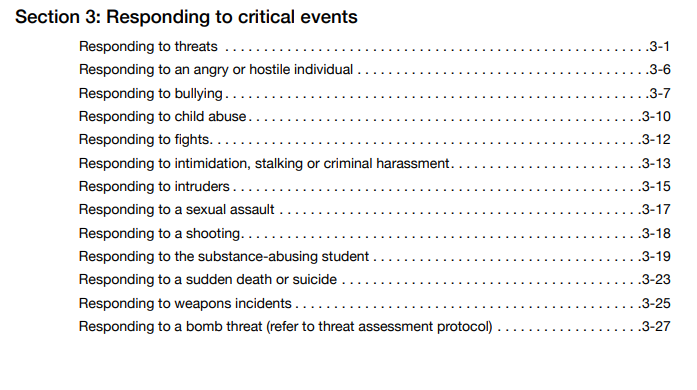 Section 3: Responding to critical events
Responding to threats . . . . . . . . . . . . . . . . . . . . . . . . . . . . . . . . . . . . . . . . . . . . . . . . . . . . . . .3-1
Responding to an angry or hostile individual . . . . . . . . . . . . . . . . . . . . . . . . . . . . . . . . . . . . . .3-6
Responding to bullying. . . . . . . . . . . . . . . . . . . . . . . . . . . . . . . . . . . . . . . . . . . . . . . . . . . . . . .3-7
Responding to child abuse. . . . . . . . . . . . . . . . . . . . . . . . . . . . . . . . . . . . . . . . . . . . . . . . . . .3-10
Responding to fights. . . . . . . . . . . . . . . . . . . . . . . . . . . . . . . . . . . . . . . . . . . . . . . . . . . . . . . .3-12
Responding to intimidation, stalking or criminal harassment. . . . . . . . . . . . . . . . . . . . . . . . .3-13
Responding to intruders . . . . . . . . . . . . . . . . . . . . . . . . . . . . . . . . . . . . . . . . . . . . . . . . . . . . .3-15
Responding to a sexual assault . . . . . . . . . . . . . . . . . . . . . . . . . . . . . . . . . . . . . . . . . . . . . . .3-17
Responding to a shooting. . . . . . . . . . . . . . . . . . . . . . . . . . . . . . . . . . . . . . . . . . . . . . . . . . . .3-18
Responding to the substance-abusing student . . . . . . . . . . . . . . . . . . . . . . . . . . . . . . . . . . .3-19
Responding to a sudden death or suicide . . . . . . . . . . . . . . . . . . . . . . . . . . . . . . . . . . . . . . .3-23
Responding to weapons incidents . . . . . . . . . . . . . . . . . . . . . . . . . . . . . . . . . . . . . . . . . . . . .3-25
Responding to a bomb threat (refer to threat assessment protocol) . . . . . . . . . . . . . . . . . . .3-27